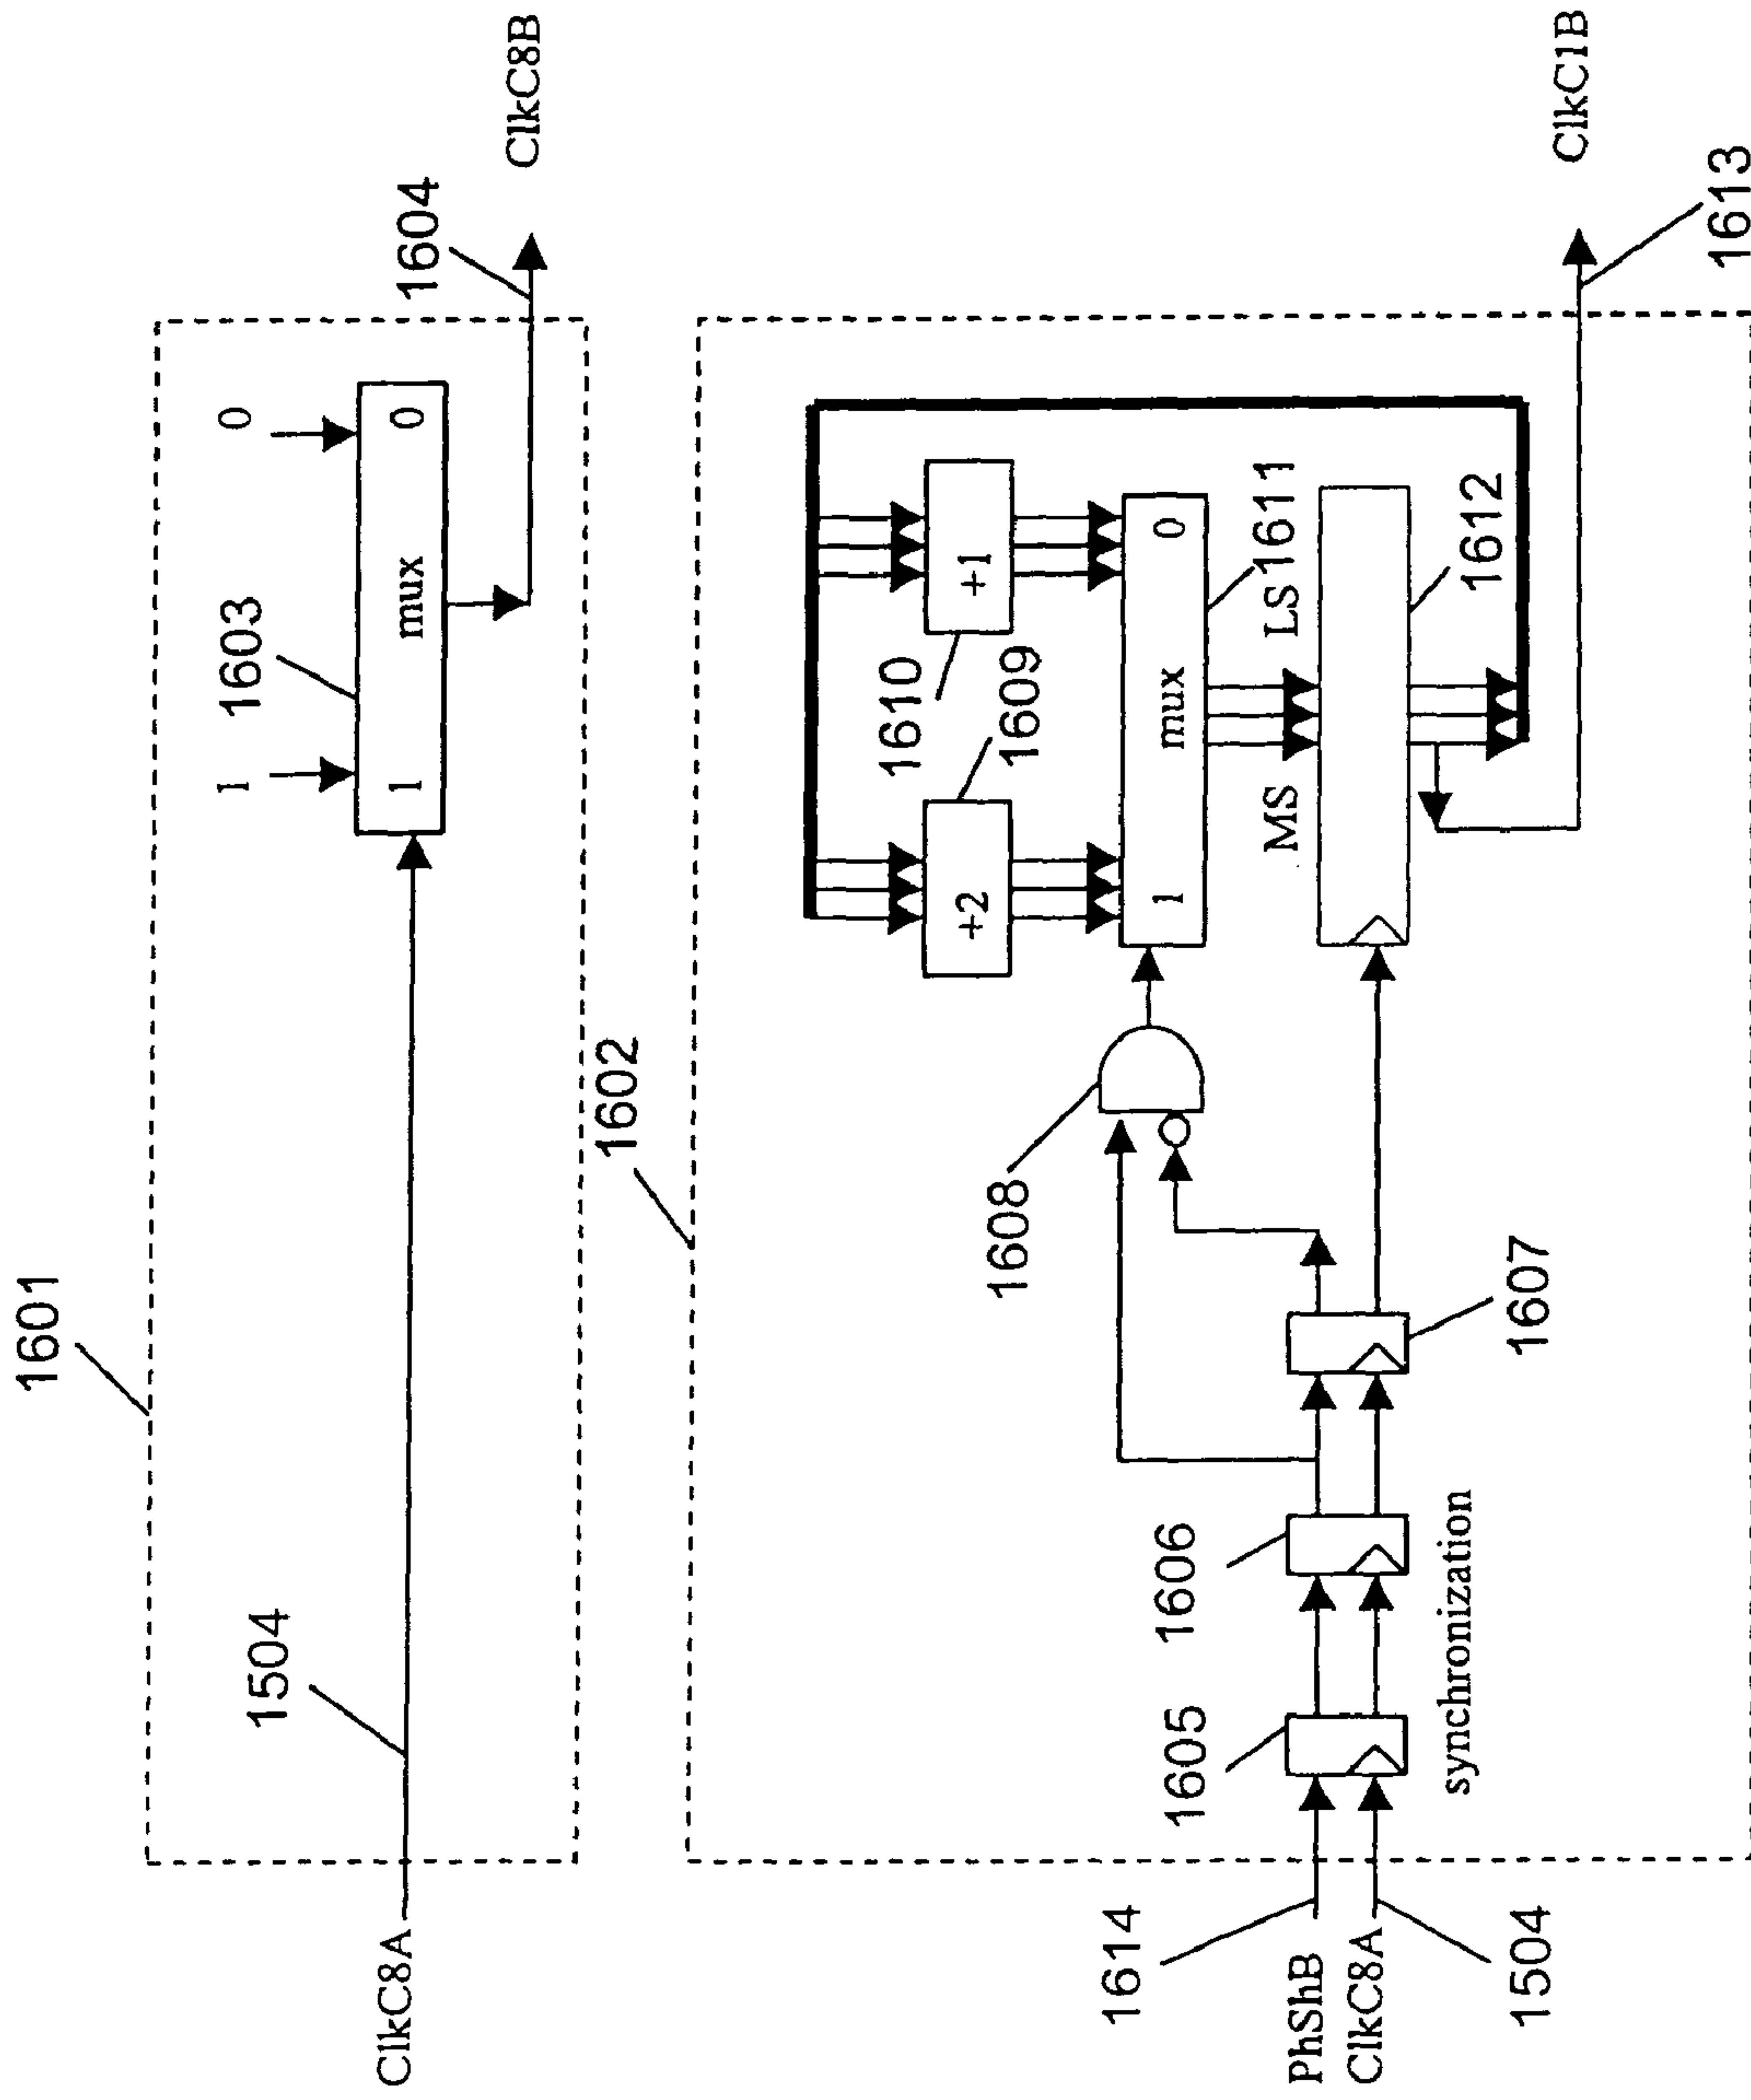 1601
ClkC8A
1504
1
1603
0
1
mux
0
1604
ClkC8B
1602
1608
+2
1609
1610
+1
1
mux
0
1611
MS
LS
1612
PhShB
1614
ClkC8A
1504
1605
1606
synchronization
1607
ClkC1B
1613